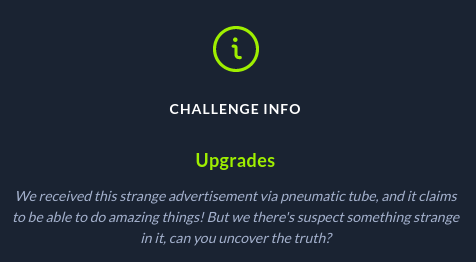 CHALLENGE INFO
Upgrades
We received this strange advertisement via pneumatic tube, and it claims
to be able to do amazing things! But we there's suspect something strange
in it, can you uncover the truth?